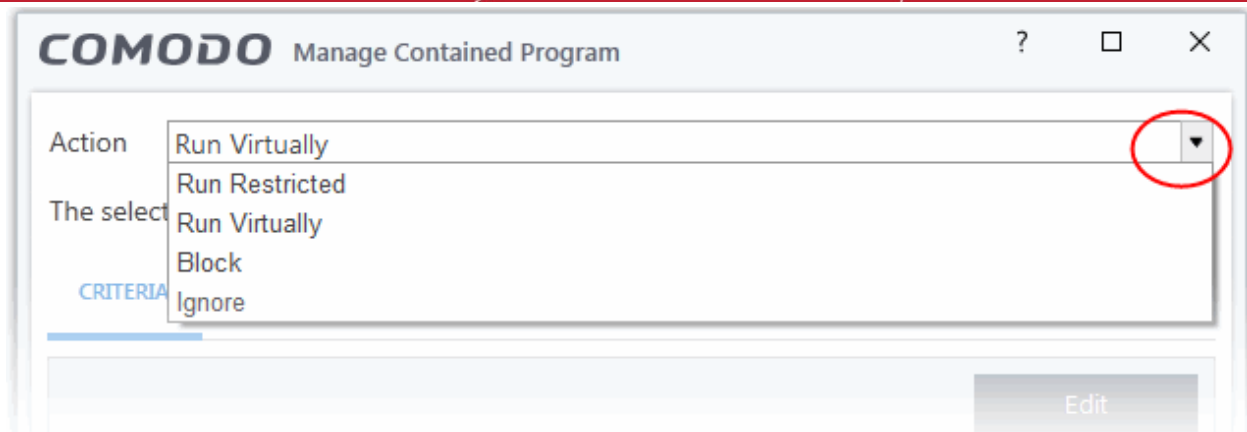 COMODO Manage Contained Program ?
Action Run Virtually
Run Restricted
The select
Run Virtually
Block
CRITERIA
Ignore
Edit